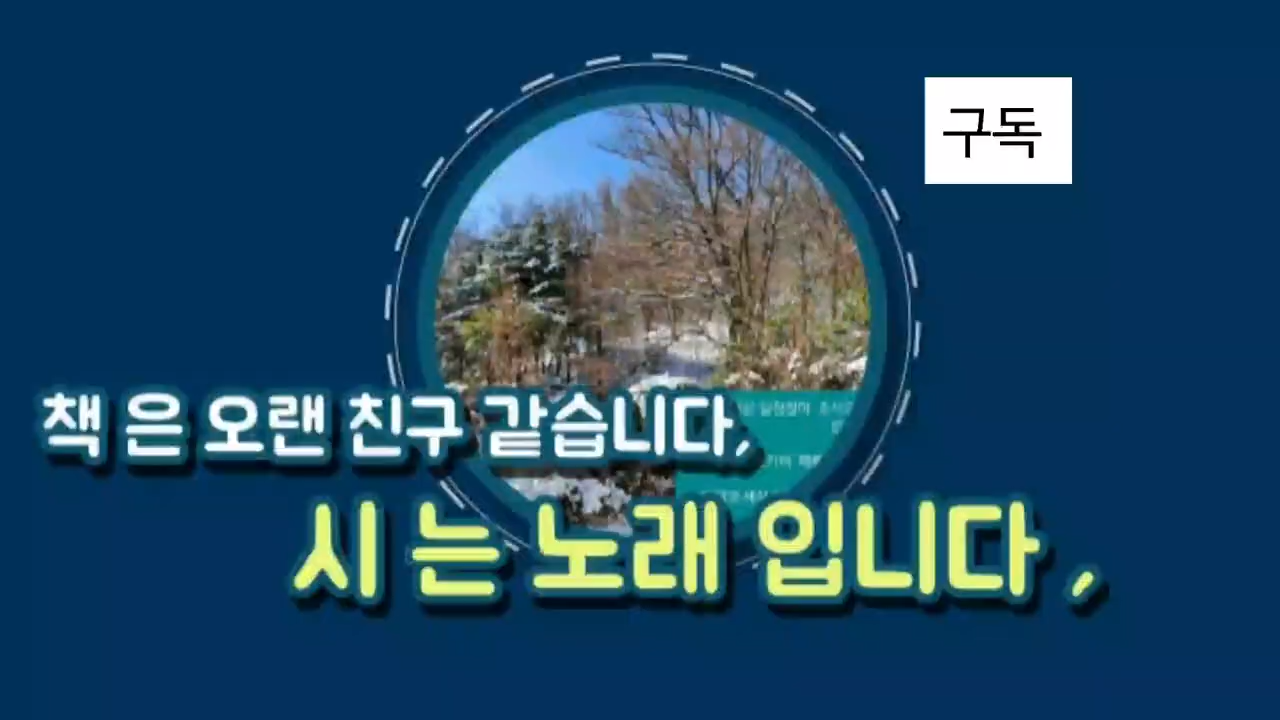 구독
책 은 오랜 친구 같습니다,
시 는 노래 입니다 ,